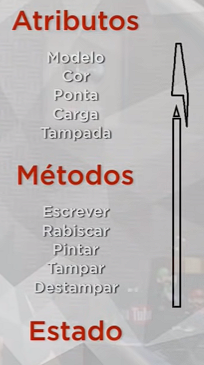 Atributos
Modelo
Cor
Ponta
Carga
Tampada
Métodos
Escrever
Rabiscar
Pintar
Tampar
Destampar
Estado